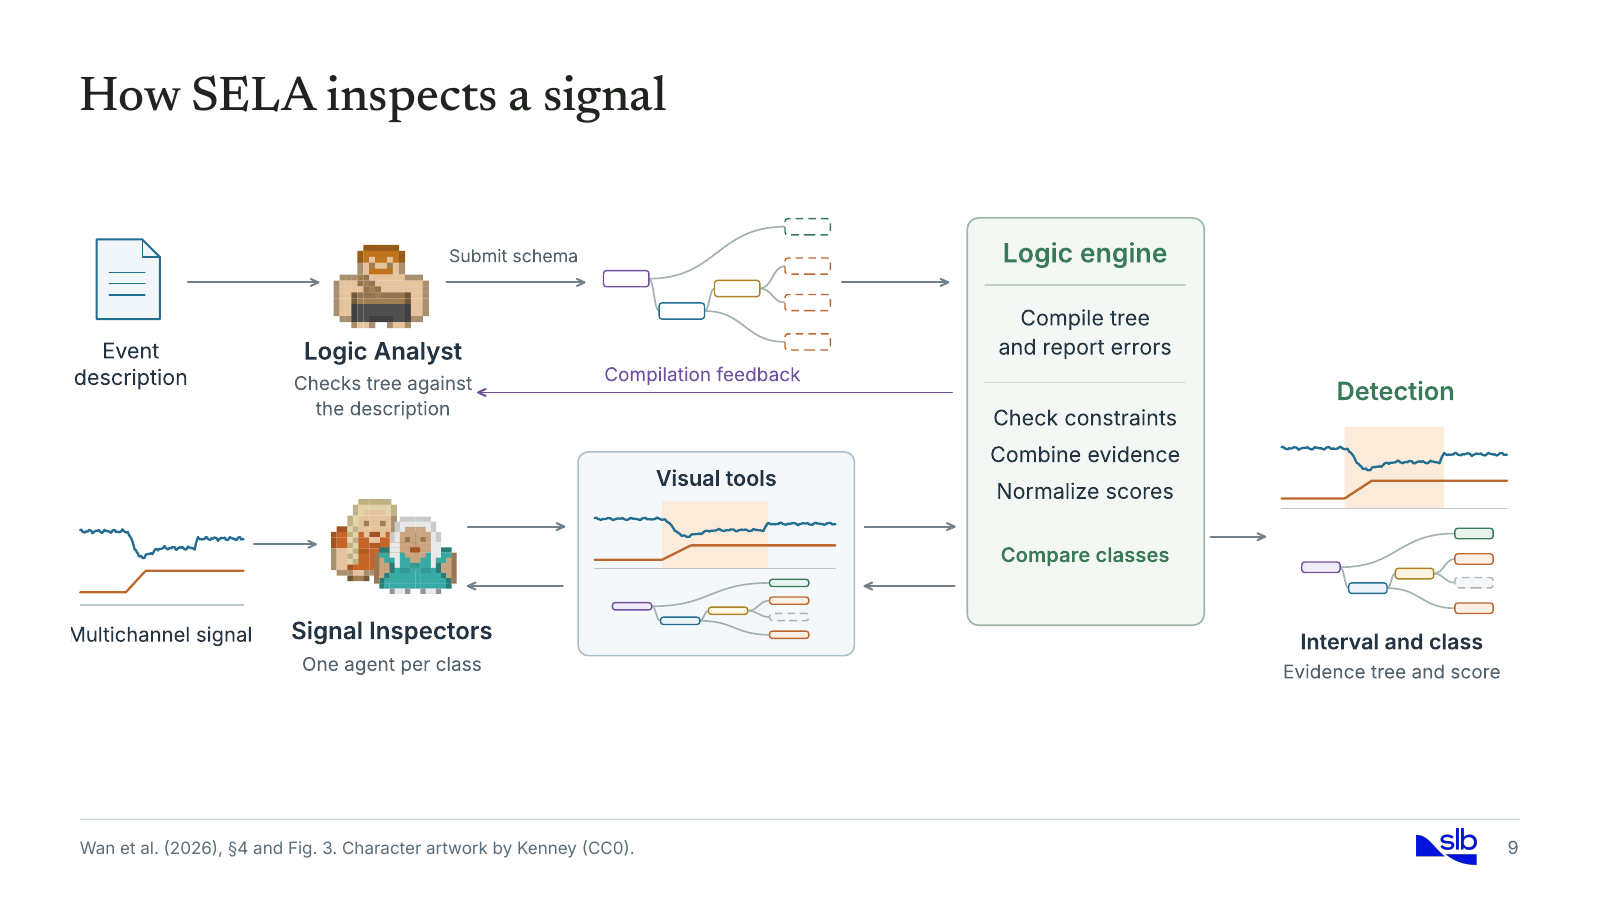 How SELA inspects a signal
Submit schema
Event
description
Logic Analyst
Checks tree against
the description
Compilation feedback
Logic engine
Compile tree
and report errors
Check constraints
Combine evidence
Normalize scores
Compare classes
Multichannel signal
Signal Inspectors
One agent per class
Visual tools
Detection
Interval and class
Evidence tree and score
Wan et al. (2026), §4 and Fig. 3. Character artwork by Kenney (CC0).
slb
9